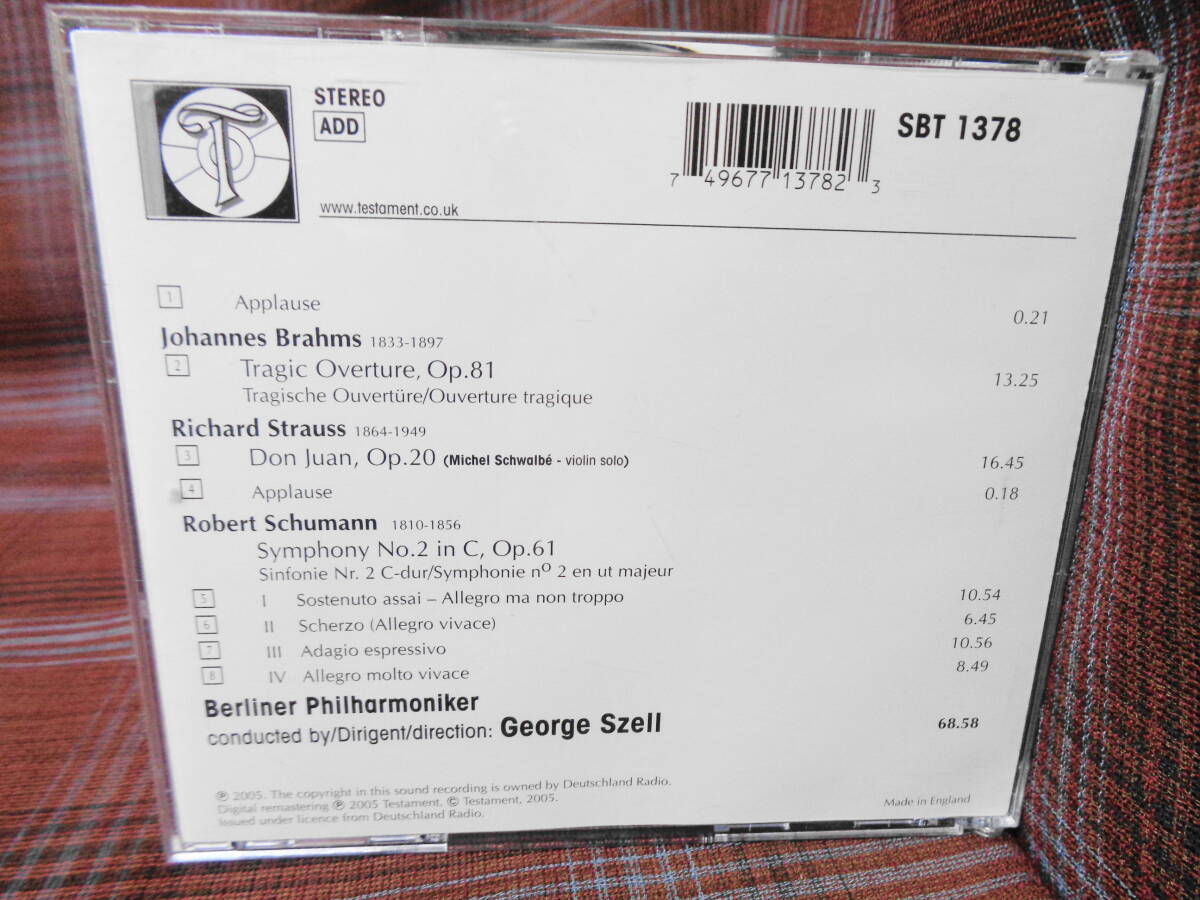 T
STEREO
ADD
www.testament.co.uk
7 49677 13782 3
SBT 1378
1 Applause 0.21
Johannes Brahms 1833-1897
2 Tragic Overture, Op.81 13.25
Tragische Ouvertüre/Ouverture tragique
Richard Strauss 1864-1949
3 Don Juan, Op.20 (Michel Schwalbé - violin solo) 16.45
4 Applause 0.18
Robert Schumann 1810-1856
Symphony No.2 in C, Op.61
Sinfonie Nr. 2 C-dur/Symphonie nº 2 en ut majeur
5 I Sostenuto assai – Allegro ma non troppo 10.54
6 II Scherzo (Allegro vivace) 6.45
7 III Adagio espressivo 10.56
8 IV Allegro molto vivace 8.49
Berliner Philharmoniker
conducted by/Dirigent/direction: George Szell 68.58
℗ 2005. The copyright in this sound recording is owned by Deutschland Radio.
Digital remastering ℗ 2005 Testament, © Testament, 2005.
Issued under licence from Deutschland Radio.
Made in England